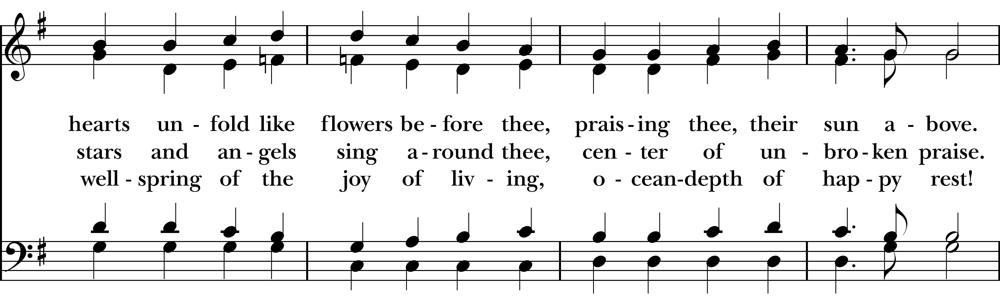 hearts un - fold like flowers be - fore thee, prais - ing thee, their sun a - bove.
stars and an - gels sing a - round thee, cen - ter of un - bro - ken praise.
well - spring of the joy of liv - ing, o - cean-depth of hap - py rest!